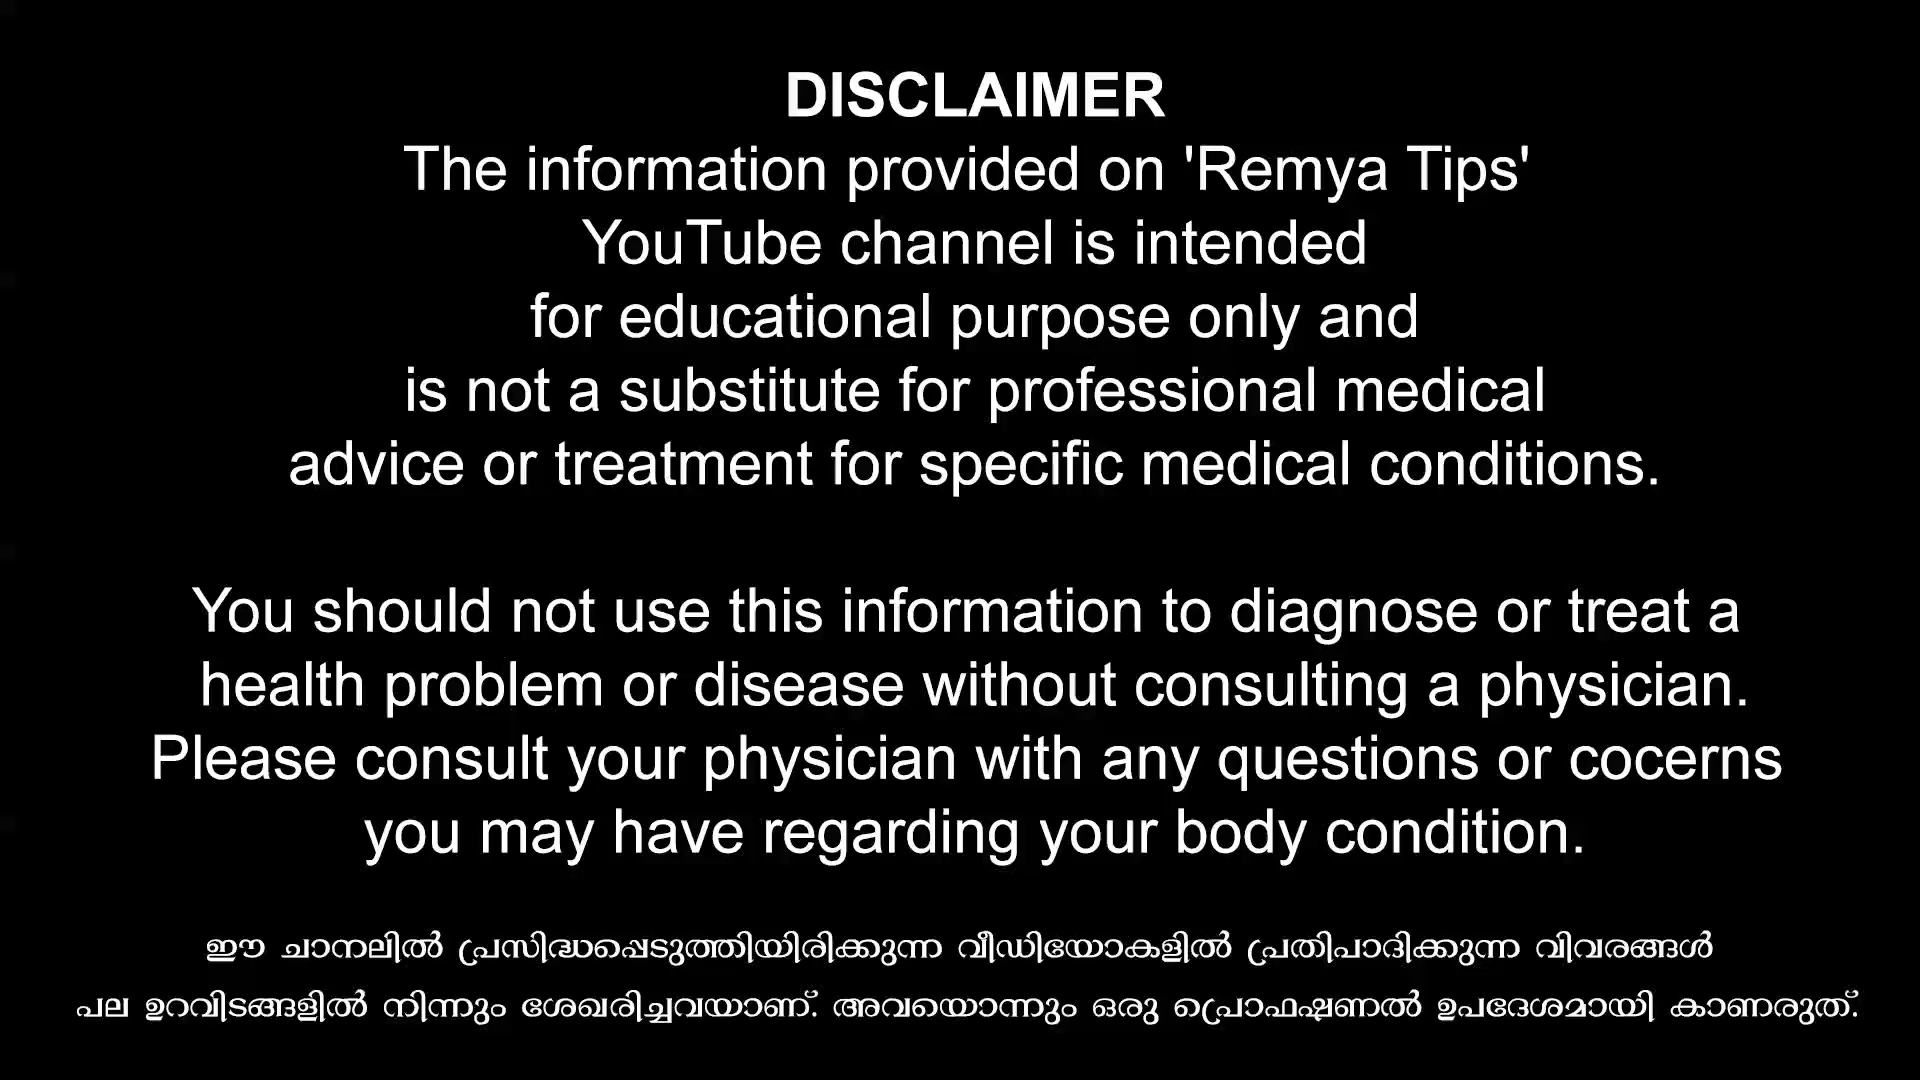 DISCLAIMER
The information provided on 'Remya Tips'
YouTube channel is intended
for educational purpose only and
is not a substitute for professional medical
advice or treatment for specific medical conditions.
You should not use this information to diagnose or treat a
health problem or disease without consulting a physician.
Please consult your physician with any questions or cocerns
you may have regarding your body condition.
ഈ ചാനലിൽ പ്രസിദ്ധപ്പെടുത്തിയിരിക്കുന്ന വീഡിയോകളിൽ പ്രതിപാദിക്കുന്ന വിവരങ്ങൾ
പല ഉറവിടങ്ങളിൽ നിന്നും ശേഖരിച്ചവയാണ്. അവയൊന്നും ഒരു പ്രൊഫഷണൽ ഉപദേശമായി കാണരുത്.